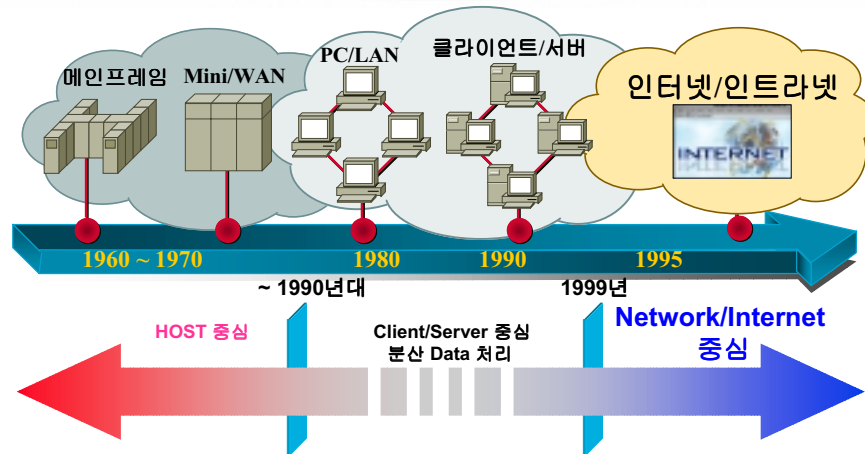 메인프레임
Mini/WAN
PC/LAN
클라이언트/서버
인터넷/인트라넷
INTERNET
1960 ~ 1970
1980
1990
1995
~ 1990년대
1999년
HOST 중심
Client/Server 중심
분산 Data 처리
Network/Internet
중심